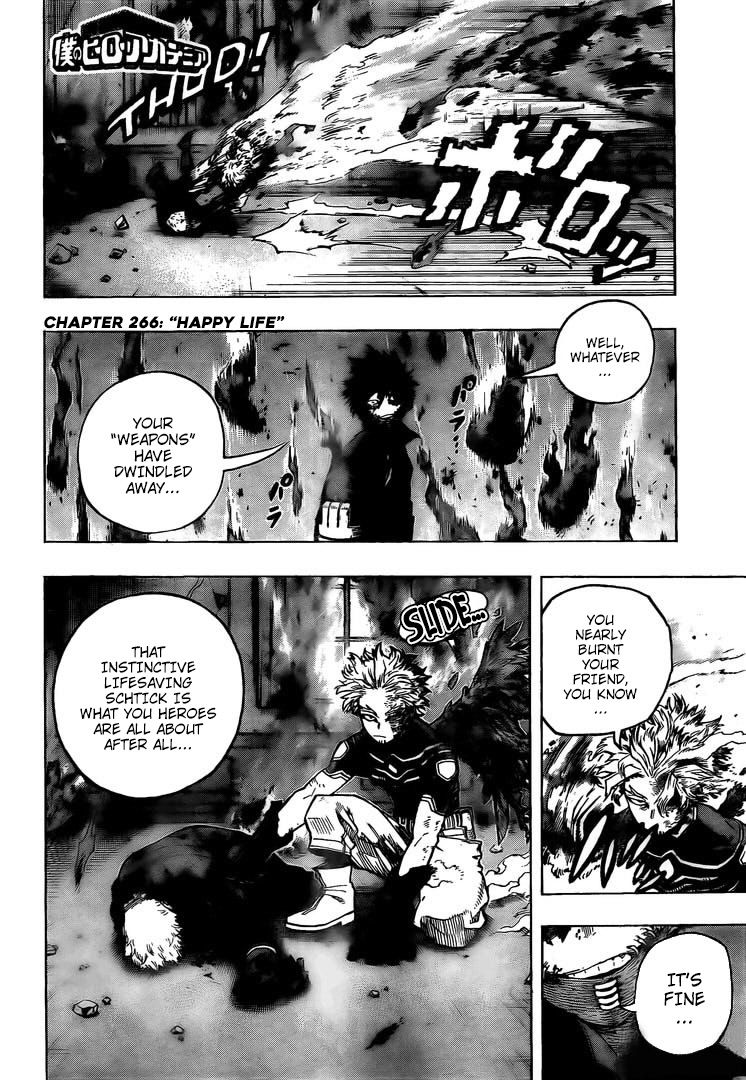 僕のヒーローアカデミア
THUD!
ボロッ
CHAPTER 266: “HAPPY LIFE”
WELL,
WHATEVER
...
YOUR
“WEAPONS”
HAVE
DWINDLED
AWAY...
パラ
パラ
YOU
NEARLY
BURNT
YOUR
FRIEND,
YOU KNOW
...
SLIDE...
THAT
INSTINCTIVE
LIFESAVING
SCHTICK IS
WHAT YOU HEROES
ARE ALL ABOUT
AFTER ALL...
IT'S
FINE
...